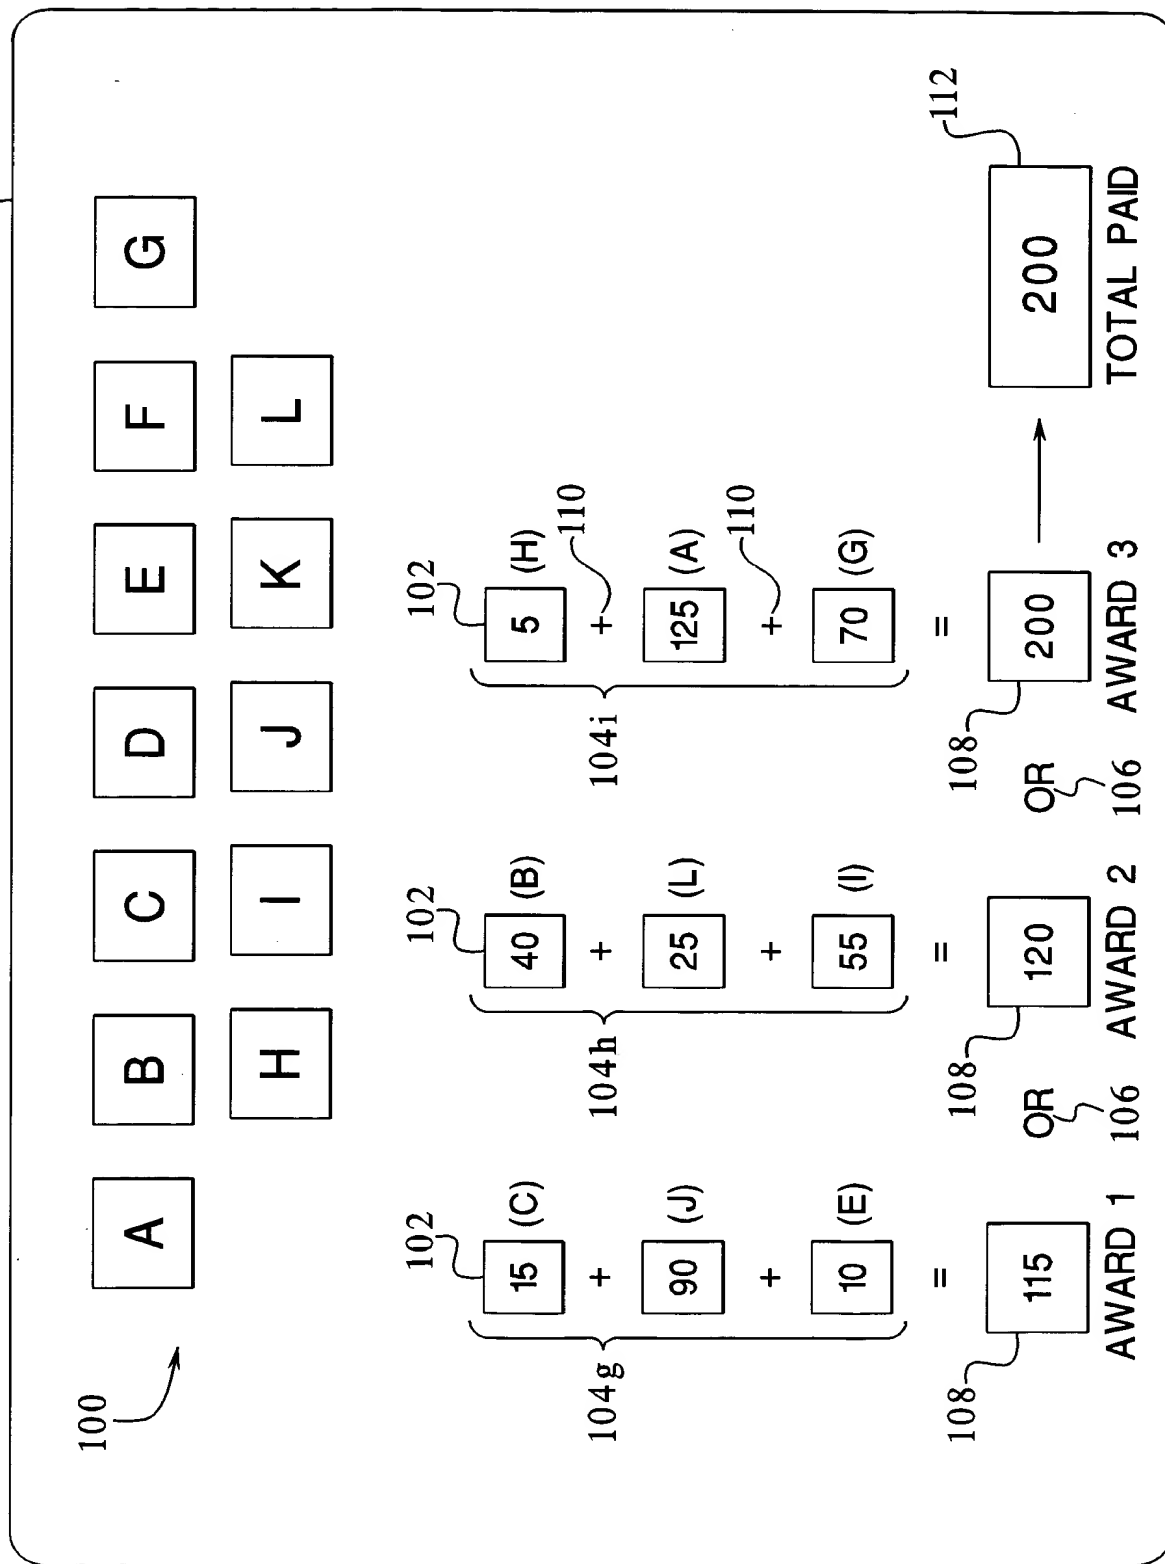 100
A B C D E F G
H I J K L
102 102 102
15 (C) 40 (B) 5 (H)
+ + + 110
104g 90 (J) 104h 25 (L) 104i 125 (A)
+ + + 110
10 (E) 55 (I) 70 (G)
= = =
108 108 108 112
115 OR 120 OR 200 200
106 106
AWARD 1 AWARD 2 AWARD 3 TOTAL PAID